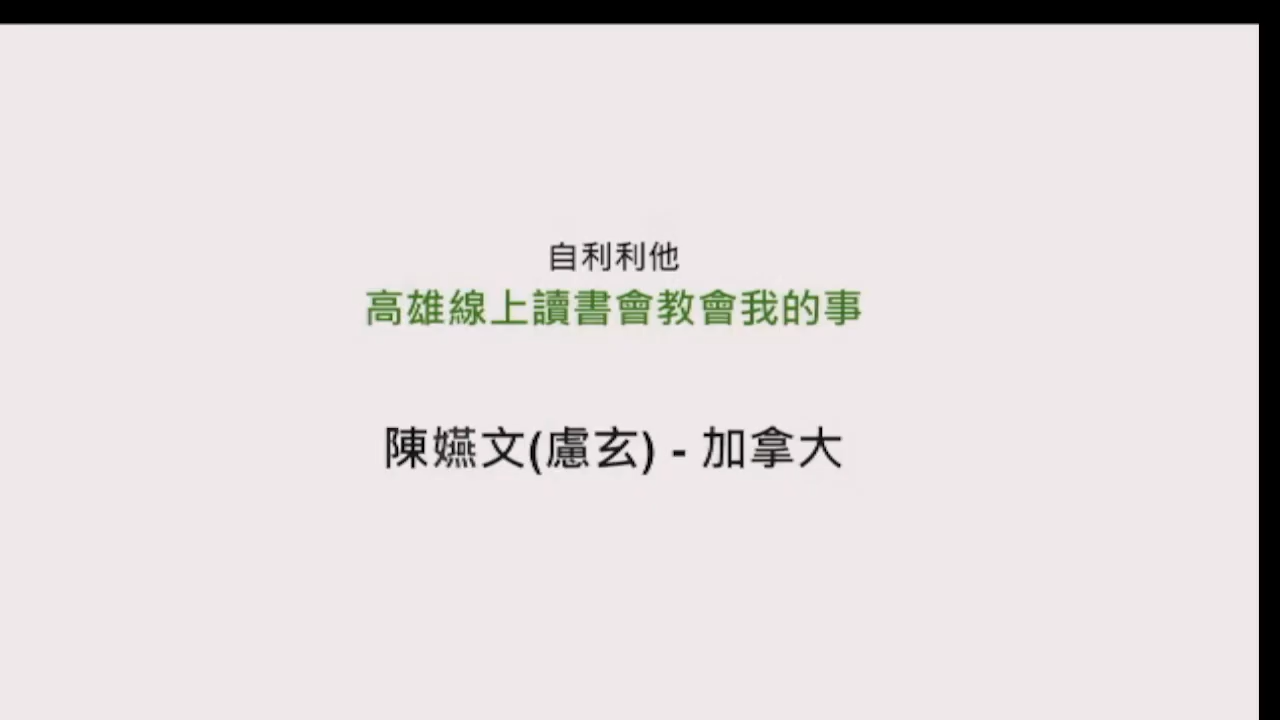 自利利他
高雄線上讀書會教會我的事
陳嬿文(慮玄) - 加拿大